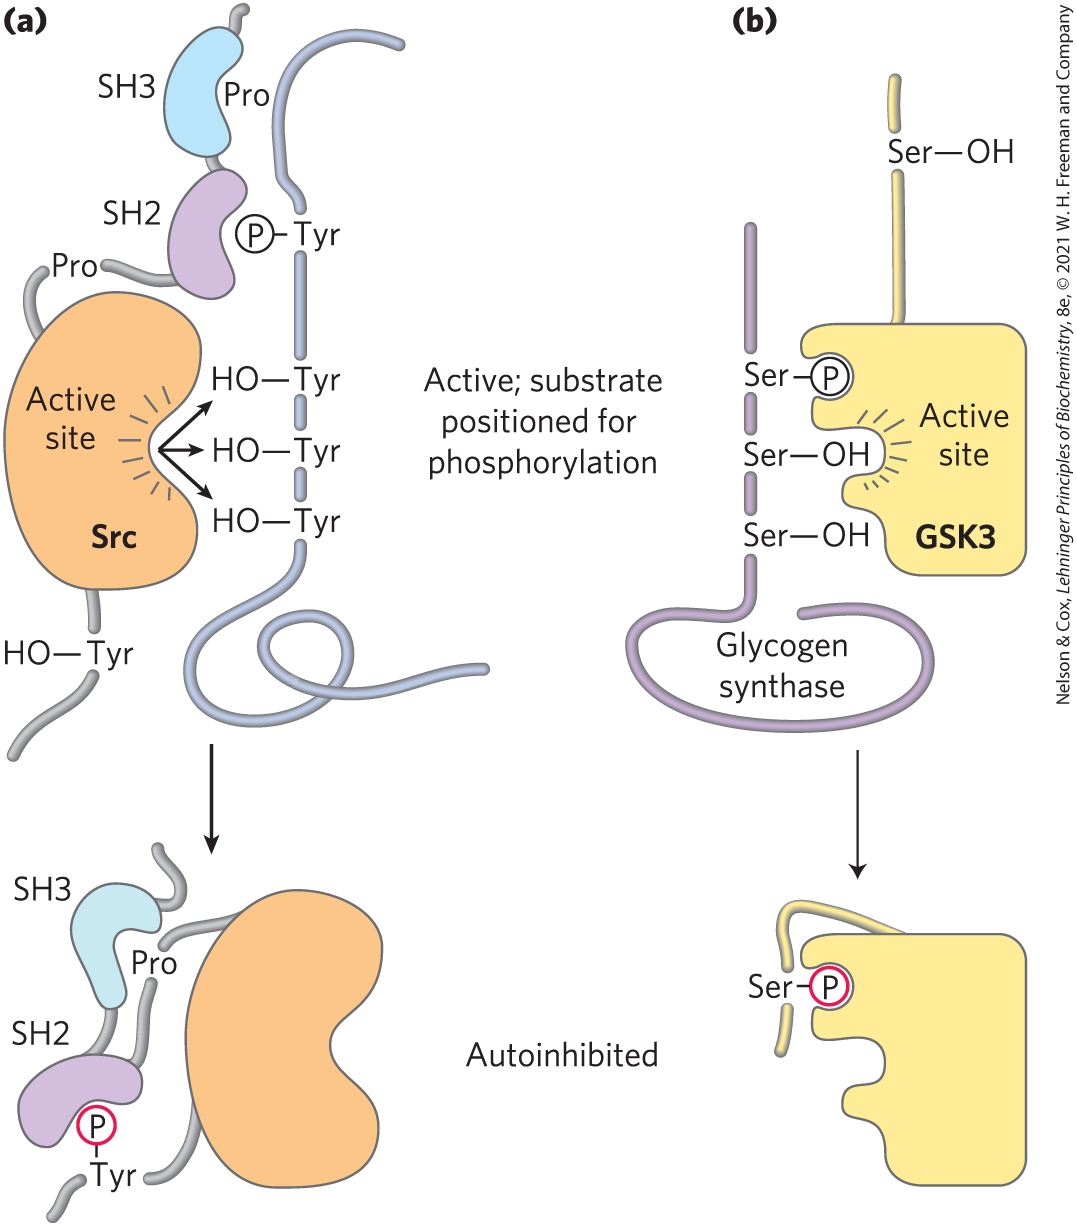 (a)
SH3
Pro
SH2
P Tyr
Pro
HO—Tyr
Active
site
HO—Tyr
HO—Tyr
Src
HO—Tyr
Active; substrate
positioned for
phosphorylation
(b)
Ser—OH
Ser—P
Active
site
Ser—OH
Ser—OH
GSK3
Glycogen
synthase
SH3
Pro
SH2
P
Tyr
Autoinhibited
Ser—P
Nelson & Cox, Lehninger Principles of Biochemistry, 8e, © 2021 W. H. Freeman and Company